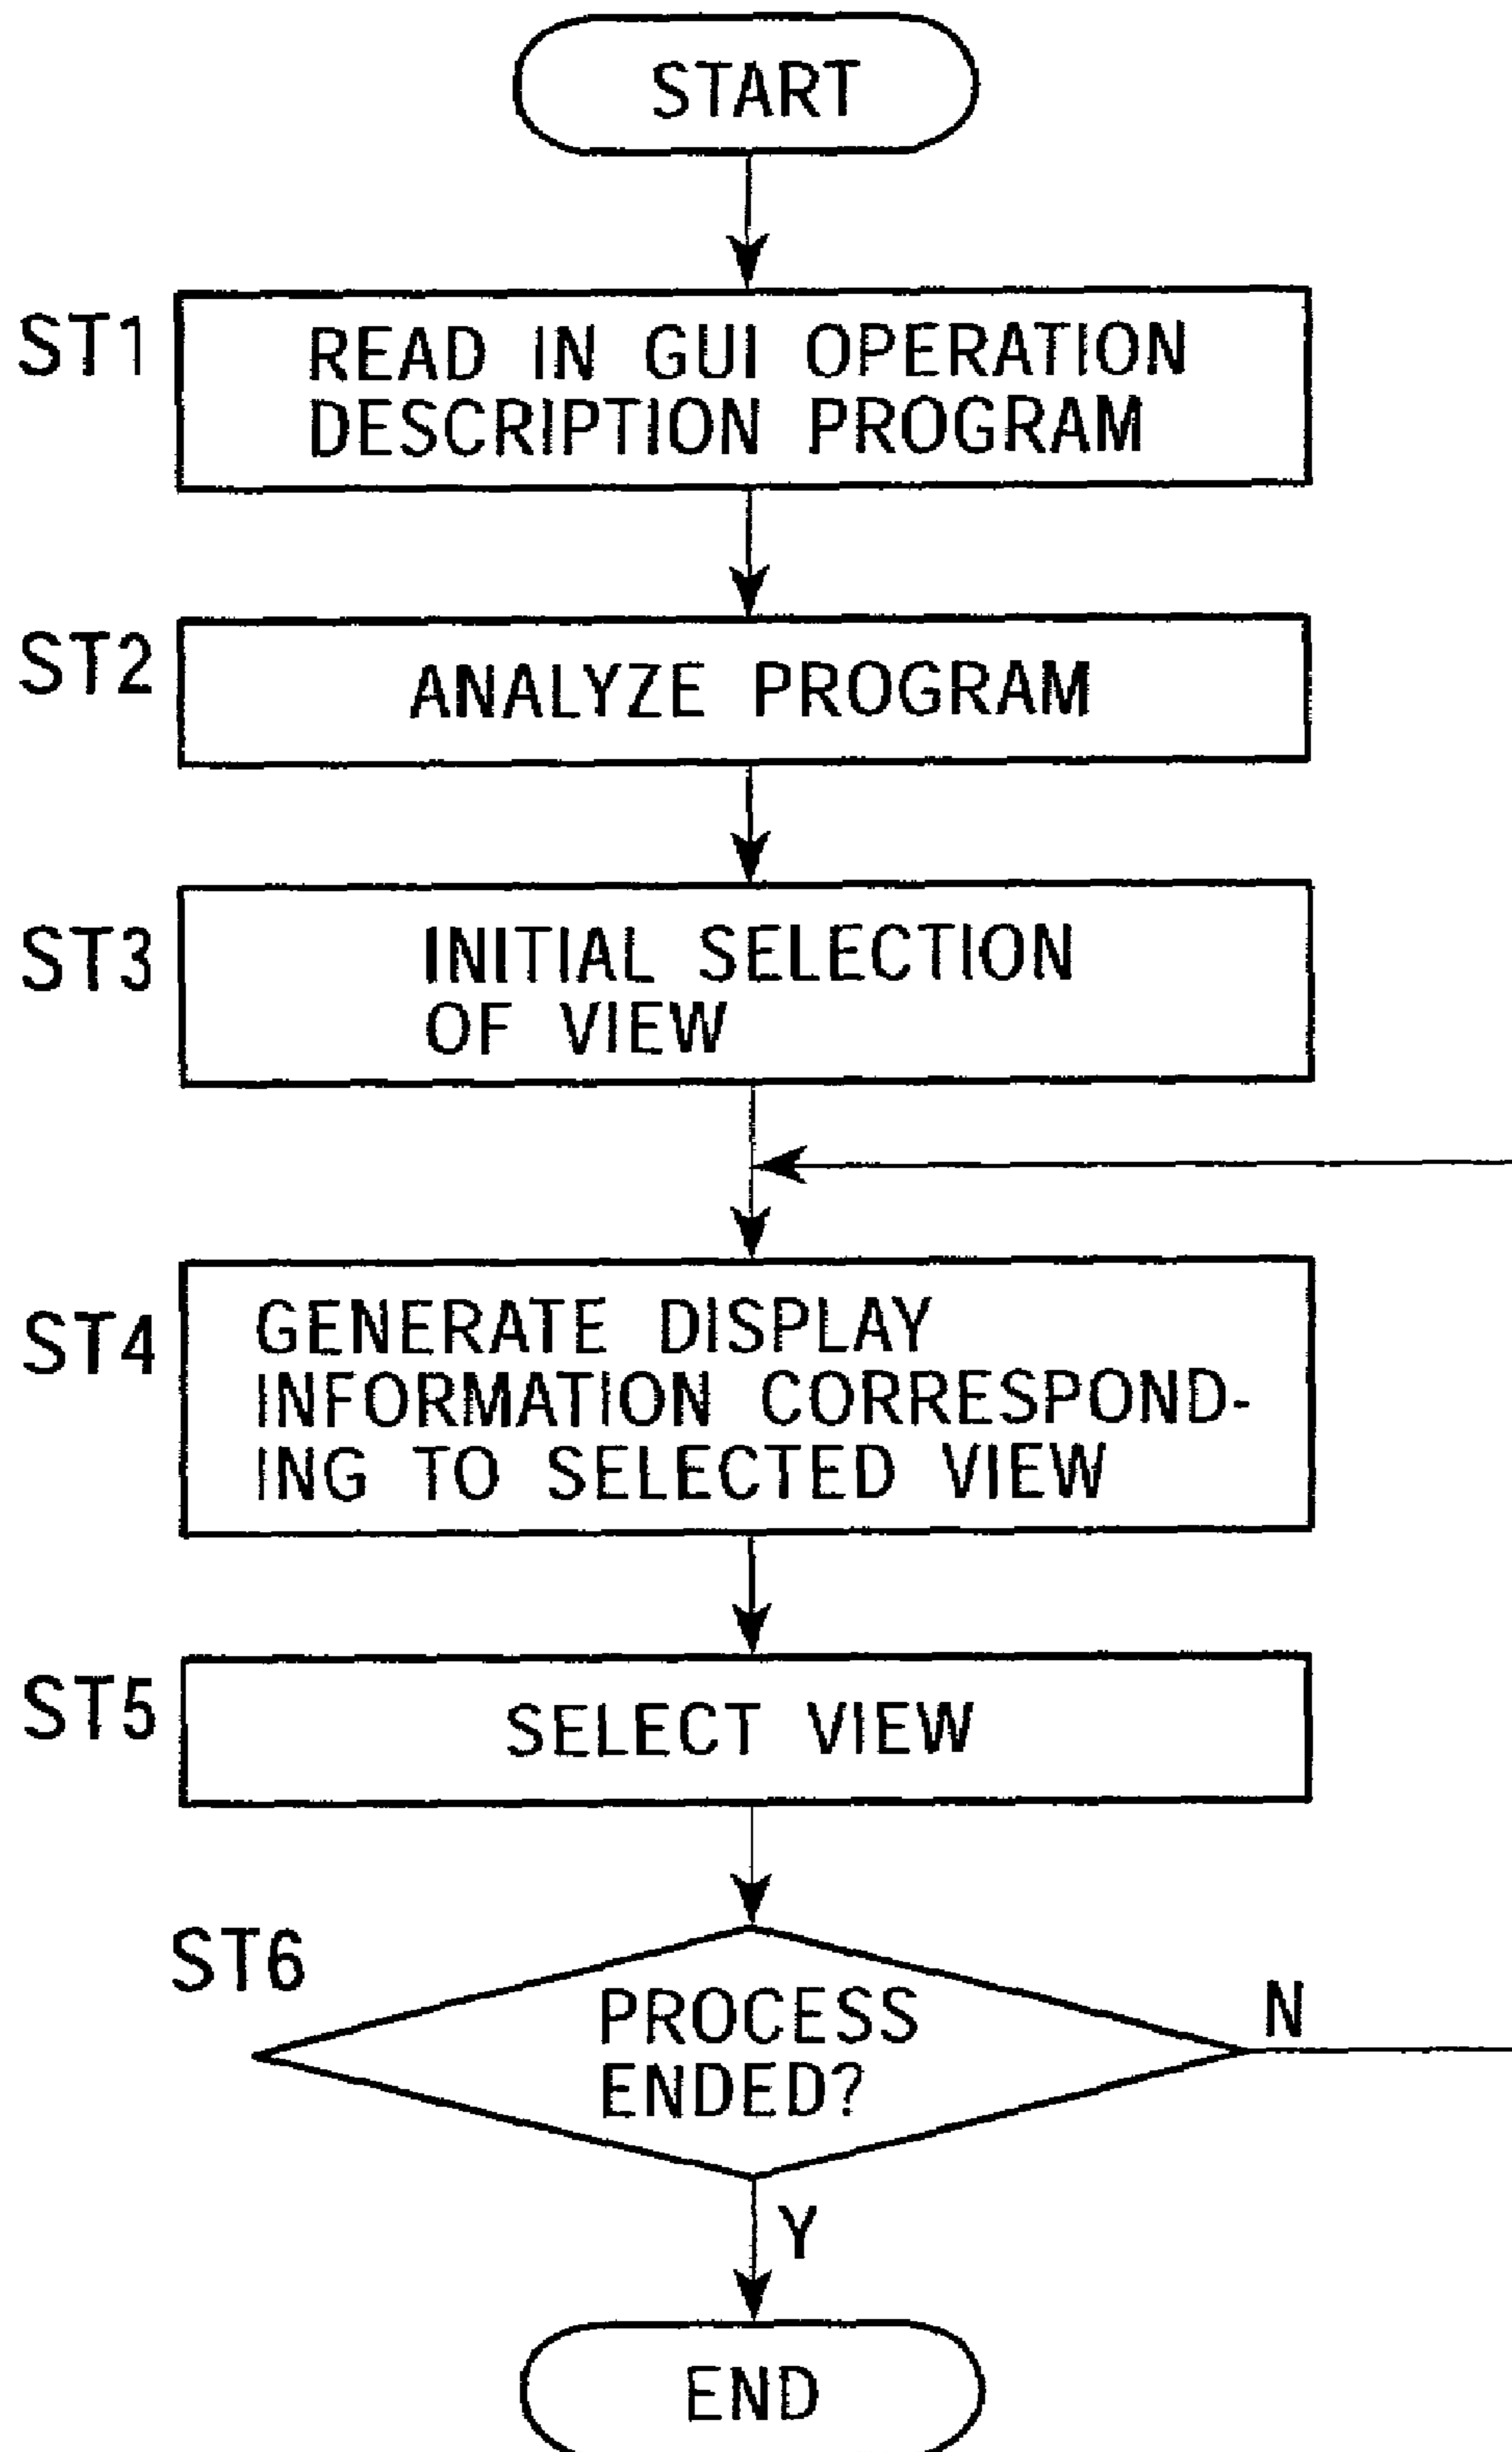 START
ST1
READ IN GUI OPERATION
DESCRIPTION PROGRAM
ST2
ANALYZE PROGRAM
ST3
INITIAL SELECTION
OF VIEW
ST4
GENERATE DISPLAY
INFORMATION CORRESPOND-
ING TO SELECTED VIEW
ST5
SELECT VIEW
ST6
PROCESS
ENDED?
N
Y
END